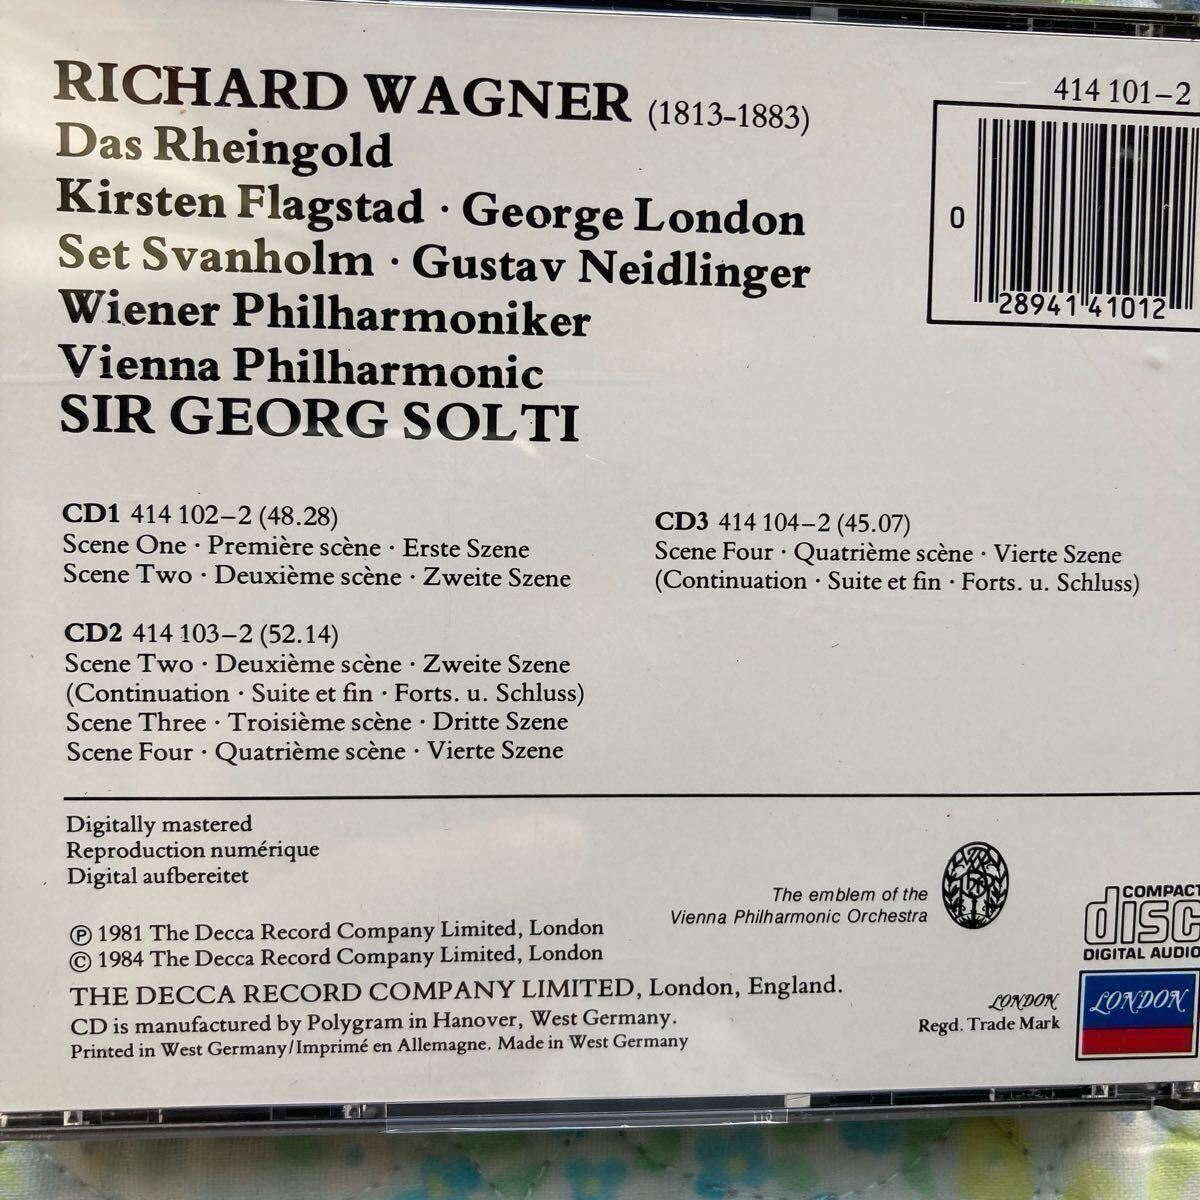 RICHARD WAGNER (1813-1883)
Das Rheingold
Kirsten Flagstad · George London
Set Svanholm · Gustav Neidlinger
Wiener Philharmoniker
Vienna Philharmonic
SIR GEORG SOLTI
414 101-2
0
28941 41012
CD1 414 102-2 (48.28)
Scene One · Première scène · Erste Szene
Scene Two · Deuxième scène · Zweite Szene
CD2 414 103-2 (52.14)
Scene Two · Deuxième scène · Zweite Szene
(Continuation · Suite et fin · Forts. u. Schluss)
Scene Three · Troisième scène · Dritte Szene
Scene Four · Quatrième scène · Vierte Szene
CD3 414 104-2 (45.07)
Scene Four · Quatrième scène · Vierte Szene
(Continuation · Suite et fin · Forts. u. Schluss)
Digitally mastered
Reproduction numérique
Digital aufbereitet
The emblem of the
Vienna Philharmonic Orchestra
℗ 1981 The Decca Record Company Limited, London
© 1984 The Decca Record Company Limited, London
THE DECCA RECORD COMPANY LIMITED, London, England.
CD is manufactured by Polygram in Hanover, West Germany.
Printed in West Germany/Imprimé en Allemagne. Made in West Germany
COMPACT
disc
DIGITAL AUDIO
LONDON
Regd. Trade Mark
LONDON